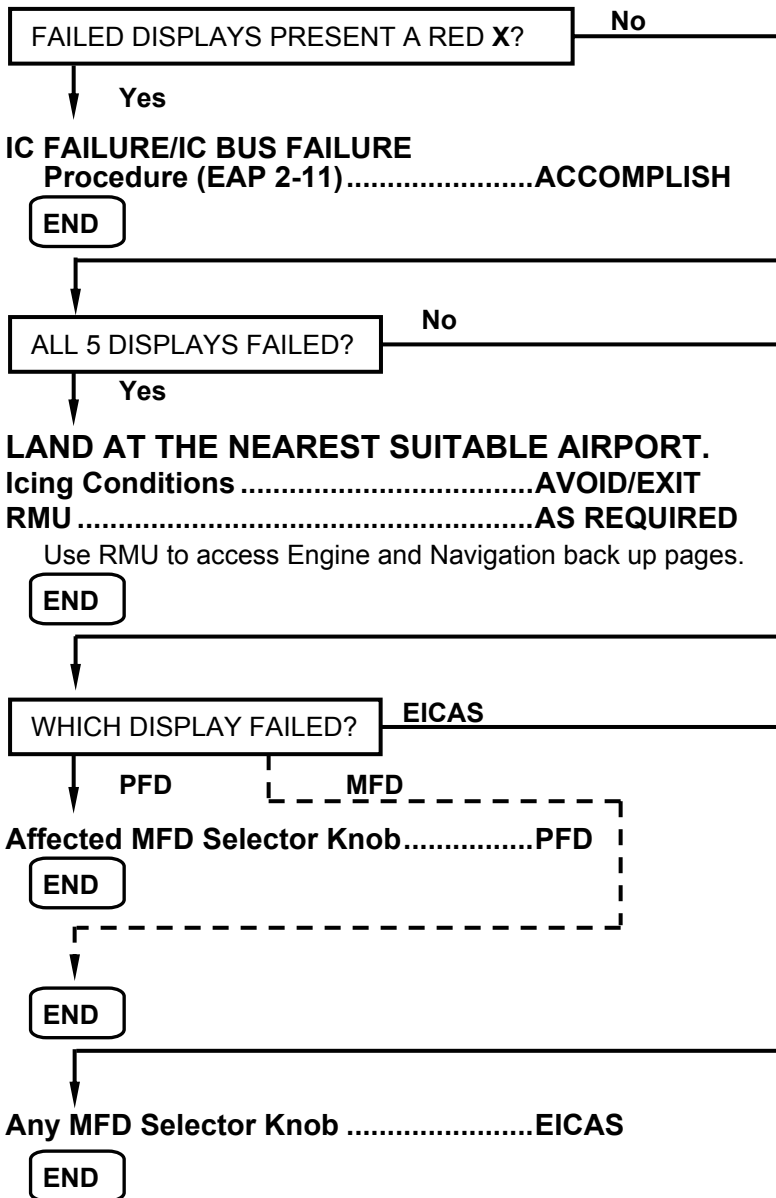 FAILED DISPLAYS PRESENT A RED X?
No
Yes
IC FAILURE/IC BUS FAILURE
Procedure (EAP 2-11).......................ACCOMPLISH
END
ALL 5 DISPLAYS FAILED?
No
Yes
LAND AT THE NEAREST SUITABLE AIRPORT.
Icing Conditions ....................................AVOID/EXIT
RMU ........................................................AS REQUIRED
Use RMU to access Engine and Navigation back up pages.
END
WHICH DISPLAY FAILED?
EICAS
PFD
MFD
Affected MFD Selector Knob................PFD
END
END
Any MFD Selector Knob .......................EICAS
END